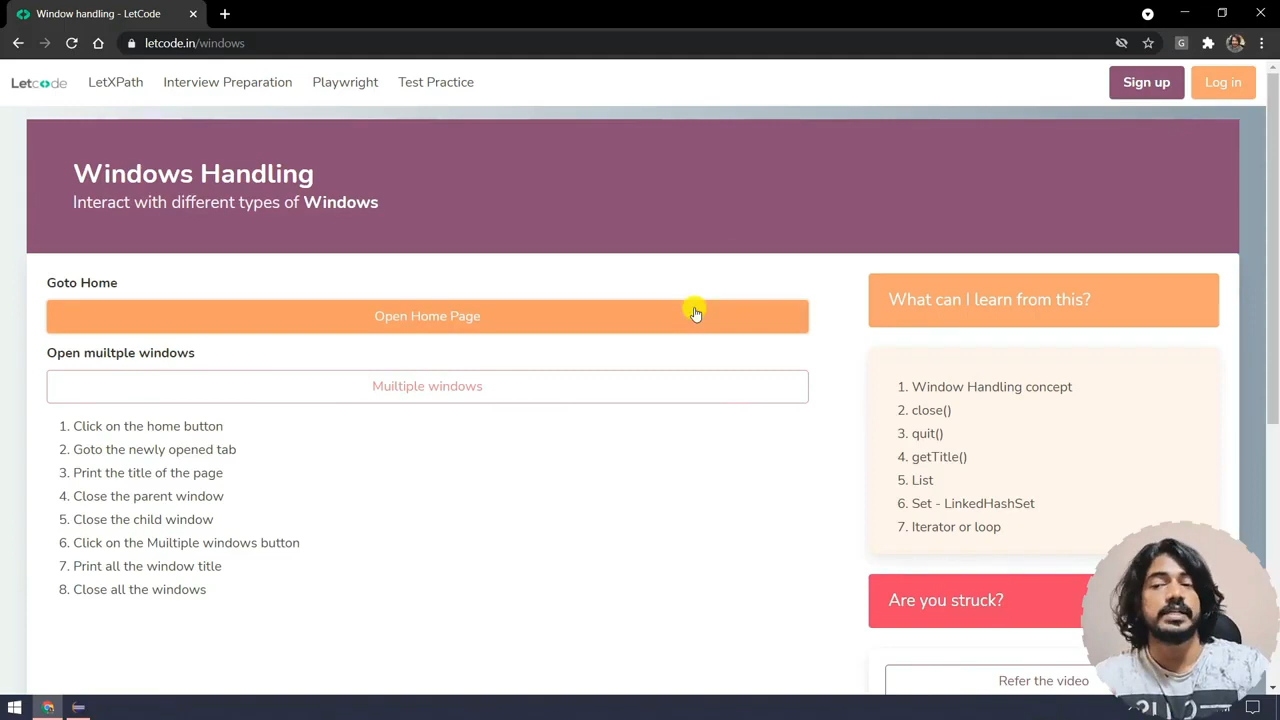 Window handling - LetCode
letcode.in/windows
Letcode
LetXPath
Interview Preparation
Playwright
Test Practice
Sign up
Log in
Windows Handling
Interact with different types of Windows
Goto Home
Open Home Page
Open muiltple windows
Muiltiple windows
1. Click on the home button
2. Goto the newly opened tab
3. Print the title of the page
4. Close the parent window
5. Close the child window
6. Click on the Muiltiple windows button
7. Print all the window title
8. Close all the windows
What can I learn from this?
1. Window Handling concept
2. close()
3. quit()
4. getTitle()
5. List
6. Set - LinkedHashSet
7. Iterator or loop
Are you struck?
Refer the video